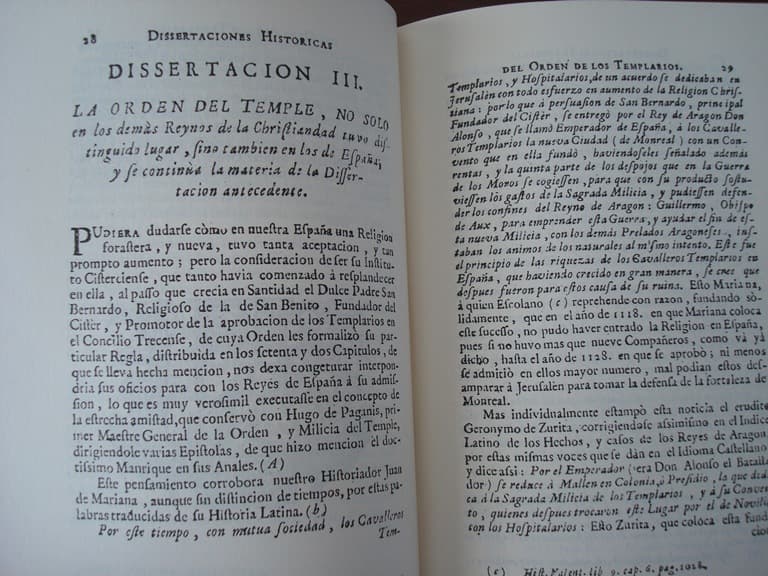 28 DISSERTACIONES HISTORICAS
DISSERTACION III.
LA ORDEN DEL TEMPLE, NO SOLO
en los demàs Reynos de la Christiandad tuvo dis-
tinguido lugar, sino tambien en los de España,
y se continùa la materia de la Disser-
tacion antecedente.
PUDIERA dudarse còmo en nuestra España una Religion
forastera, y nueva, tuvo tanta aceptacion, y tan
prompto aumento; pero la consideracion de ser su Institu-
to Cisterciense, que tanto havia comenzado à resplandecer
en ella, al passo que crecia en Santidad el Dulce Padre San
Bernardo, Religioso de la de San Benito, Fundador del
Cistèr, y Promotor de la aprobacion de los Templarios en
el Concilio Trecense, de cuya Orden les formalizò su par-
ticular Regla, distribuida en los setenta y dos Capitulos, de
que se lleva hecha mencion, nos dexa congeturar interpon-
dria sus oficios para con los Reyes de España à su admis-
sion, lo que es muy verosimil executasse en el concepto de
la estrecha amistad, que conservò con Hugo de Paganis, pri-
mer Maestre General de la Orden, y Milicia del Temple,
dirigiendole varias Epistolas, de que hizo mencion el doc-
tissimo Manrique en sus Anales. (A)
Este pensamiento corrobora nuestro Historiador Juan
de Mariana, aunque sin distincion de tiempos, por estas pa-
labras traducidas de su Historia Latina. (b)
Por este tiempo, con mutua sociedad, los Cavalleros
Tem-
DEL ORDEN DE LOS TEMPLARIOS. 29
Templarios, y Hospitalarios, de un acuerdo se dedicaban en
Jerusalèn con todo esfuerzo en aumento de la Religion Chris-
tiana: por lo que à persuasion de San Bernardo, principal
Fundador del Cistèr, se entregò por el Rey de Aragon Don
Alonso, que se llamò Emperador de España, à los Cavalle-
ros Templarios la nueva Ciudad (de Monreal) con un Con-
vento que en ella fundò, haviendoseles señalado además
rentas, y la quinta parte de los despojos que en la Guerra
de los Moros se cogiessen, para que con su producto sostu-
viessen los gastos de la Sagrada Milicia, y pudiessen defen-
der los confines del Reyno de Aragon: Guillermo, Obispo
de Aux, para emprender esta Guerra, y ayudar el fin de es-
ta nueva Milicia, con los demàs Prelados Aragoneses, ins-
taban los animos de los naturales al mismo intento. Este fue
el principio de las riquezas de los Cavalleros Templarios en
España, que haviendo crecido en gran manera, se cree que
despues fueron para estos causa de su ruina. Esto Mariana,
à quien Escolano (c) reprehende con razon, fundando sò-
lidamente, que en el año de 1118. en que Mariana coloca
este sucesso, no pudo haver entrado la Religion en España,
pues si no huvo mas que nueve Compañeros, como và yà
dicho, hasta el año de 1128. en que se aprobò; ni menos
se admitiò en ellos mayor numero, mal podian estos des-
amparar à Jerusalèn para tomar la defensa de la fortaleza de
Monreal.
Mas individualmente estampò esta noticia el erudito
Geronymo de Zurita, corrigiendose assimismo en el Indice
Latino de los Hechos, y casos de los Reyes de Aragon,
por estas mismas voces que se dàn en el Idioma Castellano,
y dice assi: Por el Emperador (era Don Alonso el Batalla-
dor) se reduce à Mallen en Colonia, ò Presidio, la que dedi-
ca à la Sagrada Milicia de los Templarios, y à su Conven-
to, quienes despues trocaron este Lugar por el de Novillas
con los Hospitalarios: Esto Zurita, que coloca esta funda-
cion
(c) Hist. Valent. lib 9. cap. 6. pag. 1028.